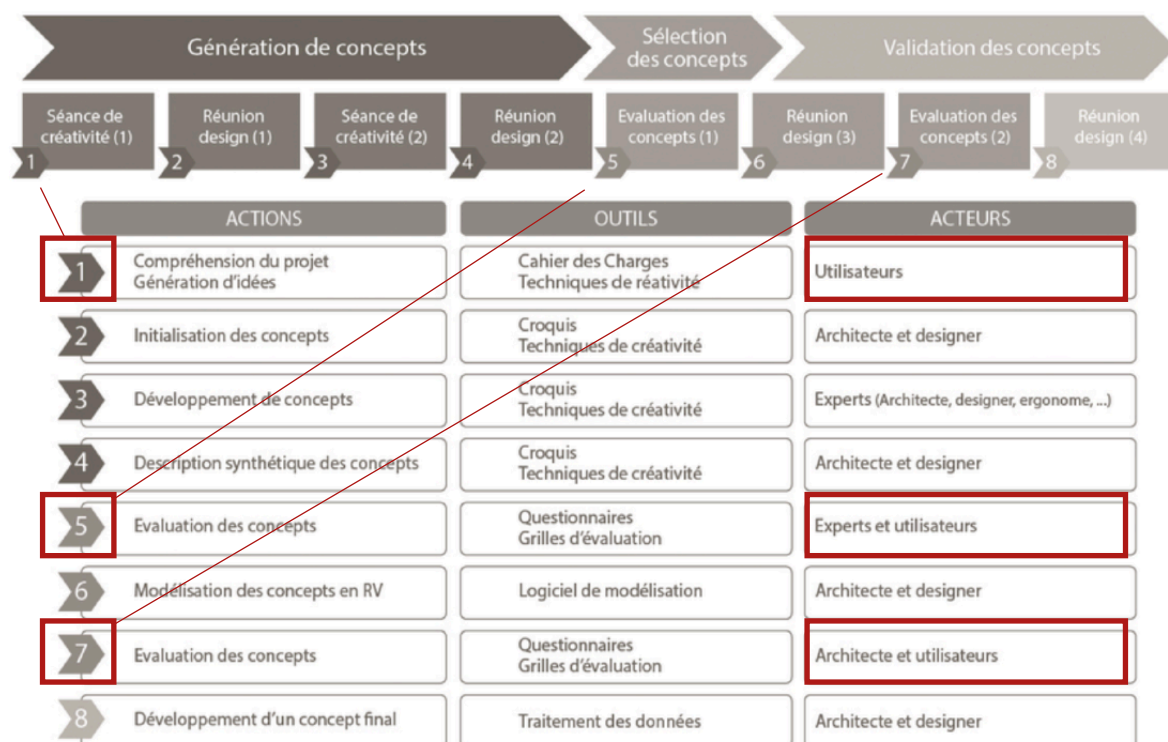 Génération de concepts
Sélection
des concepts
Validation des concepts
Séance de
créativité (1)
1
Réunion
design (1)
2
Séance de
créativité (2)
3
Réunion
design (2)
4
Evaluation des
concepts (1)
5
Réunion
design (3)
6
Evaluation des
concepts (2)
7
Réunion
design (4)
8
ACTIONS
OUTILS
ACTEURS
1
Compréhension du projet
Génération d'idées
Cahier des Charges
Techniques de réativité
Utilisateurs
2
Initialisation des concepts
Croquis
Techniques de créativité
Architecte et designer
3
Développement de concepts
Croquis
Techniques de créativité
Experts (Architecte, designer, ergonome, ...)
4
Description synthétique des concepts
Croquis
Techniques de créativité
Architecte et designer
5
Evaluation des concepts
Questionnaires
Grilles d'évaluation
Experts et utilisateurs
6
Modélisation des concepts en RV
Logiciel de modélisation
Architecte et designer
7
Evaluation des concepts
Questionnaires
Grilles d'évaluation
Architecte et utilisateurs
8
Développement d'un concept final
Traitement des données
Architecte et designer